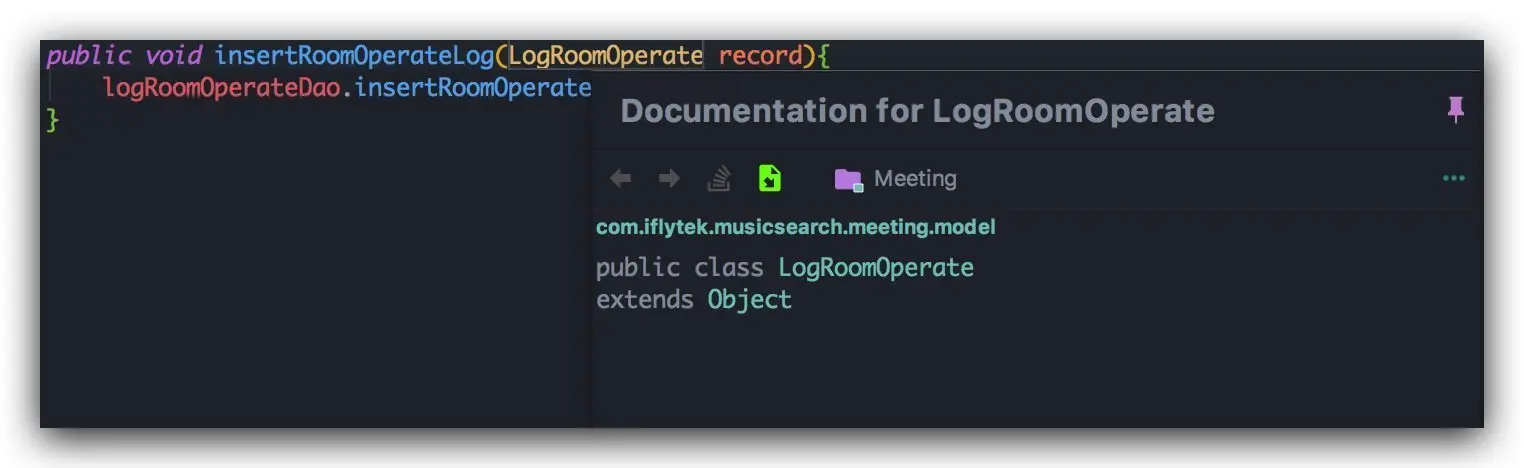 public void insertRoomOperateLog(LogRoomOperate record){
logRoomOperateDao.insertRoomOperate
}
Documentation for LogRoomOperate
Meeting
com.iflytek.musicsearch.meeting.model
public class LogRoomOperate
extends Object